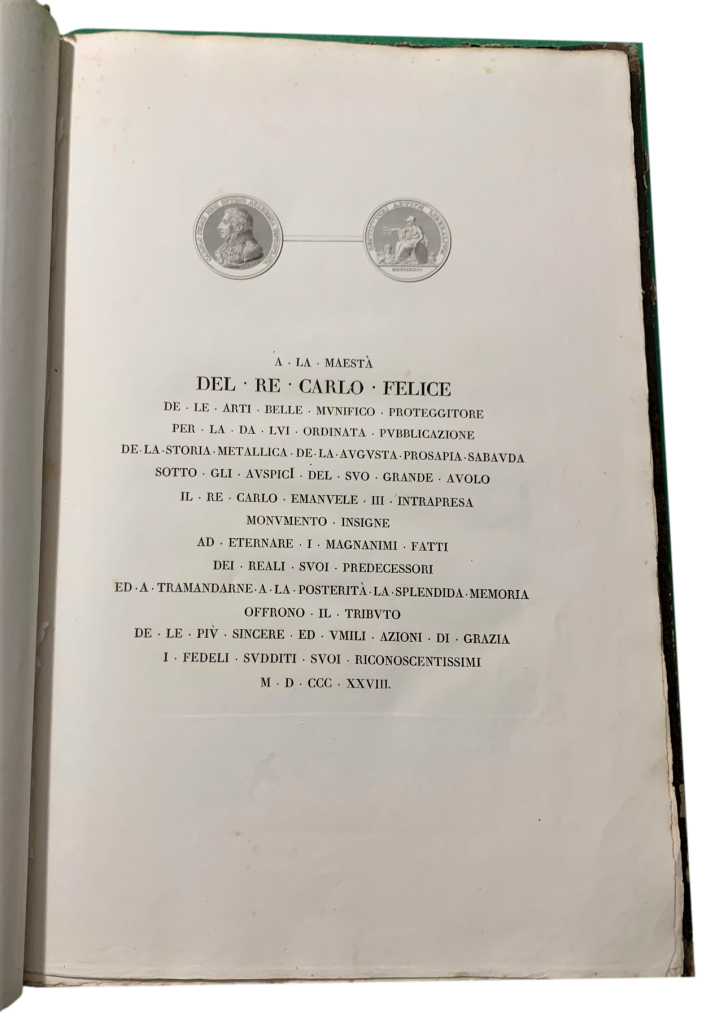 A · LA · MAESTÀ
DEL · RE · CARLO · FELICE
DE · LE · ARTI · BELLE · MVNIFICO · PROTEGGITORE
PER · LA · DA · LVI · ORDINATA · PVBBLICAZIONE
DE · LA · STORIA · METALLICA · DE · LA · AVGVSTA · PROSAPIA · SABAVDA
SOTTO · GLI · AVSPICÎ · DEL · SVO · GRANDE · AVOLO
IL · RE · CARLO · EMANVELE · III · INTRAPRESA
MONVMENTO · INSIGNE
AD · ETERNARE · I · MAGNANIMI · FATTI
DEI · REALI · SVOI · PREDECESSORI
ED · A · TRAMANDARNE · A · LA · POSTERITÀ · LA · SPLENDIDA · MEMORIA
OFFRONO · IL · TRIBVTO
DE · LE · PIÙ · SINCERE · ED · VMILI · AZIONI · DI · GRAZIA
I · FEDELI · SVDDITI · SVOI · RICONOSCENTISSIMI
M · D · CCC · XXVIII.